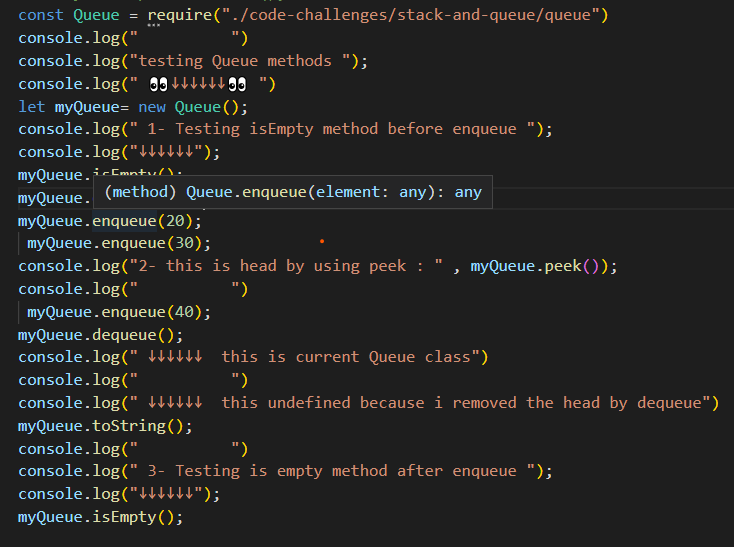 const Queue = require("./code-challenges/stack-and-queue/queue")
console.log("          ")
console.log("testing Queue methods ");
console.log(" 👀↓↓↓↓↓↓👀 ")
let myQueue= new Queue();
console.log(" 1- Testing isEmpty method before enqueue ");
console.log("↓↓↓↓↓↓");
myQueue.isEmpty();
(method) Queue.enqueue(element: any): any
myQueue.
myQueue.enqueue(20);
myQueue.enqueue(30);
console.log("2- this is head by using peek : " , myQueue.peek());
console.log("          ")
myQueue.enqueue(40);
myQueue.dequeue();
console.log(" ↓↓↓↓↓↓  this is current Queue class")
console.log("          ")
console.log(" ↓↓↓↓↓↓  this undefined because i removed the head by dequeue")
myQueue.toString();
console.log("          ")
console.log(" 3- Testing is empty method after enqueue ");
console.log("↓↓↓↓↓↓");
myQueue.isEmpty();